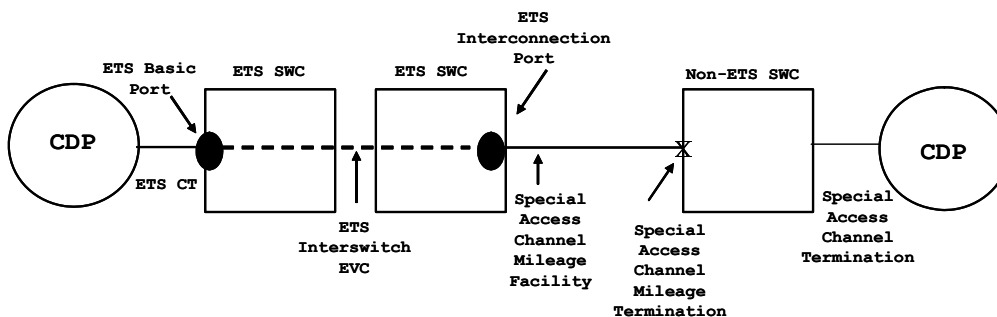 ETS
Interconnection
Port
ETS Basic
Port
ETS SWC
ETS SWC
Non-ETS SWC
CDP
CDP
ETS CT
ETS
Interswitch
EVC
Special
Access
Channel
Mileage
Facility
Special
Access
Channel
Mileage
Termination
Special
Access
Channel
Termination